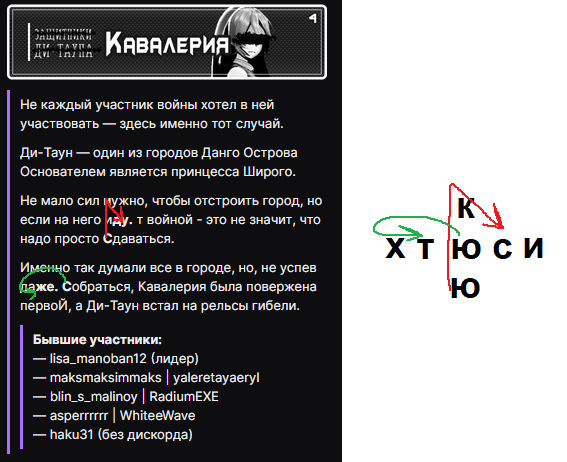 4
ЗАЩИТНИКИ
ДИ-ТАУНА
КАВАЛЕРИЯ
Не каждый участник войны хотел в ней
участвовать — здесь именно тот случай.
Ди-Таун — один из городов Данго Острова
Основателем является принцесса Широго.
Не мало сил нужно, чтобы отстроить город, но
если на него иду. т войной - это не значит, что
надо просто Сдаваться.
Именно так думали все в городе, но, не успев
даже. Собраться, Кавалерия была повержена
первоЙ, а Ди-Таун встал на рельсы гибели.
Бывшие участники:
— lisa_manoban12 (лидер)
— maksmaksimmaks | yaleretayaeryl
— blin_s_malinoy | RadiumEXE
— asperrrrrr | WhiteeWave
— haku31 (без дискорда)
К
Х Т Ю С И
Ю